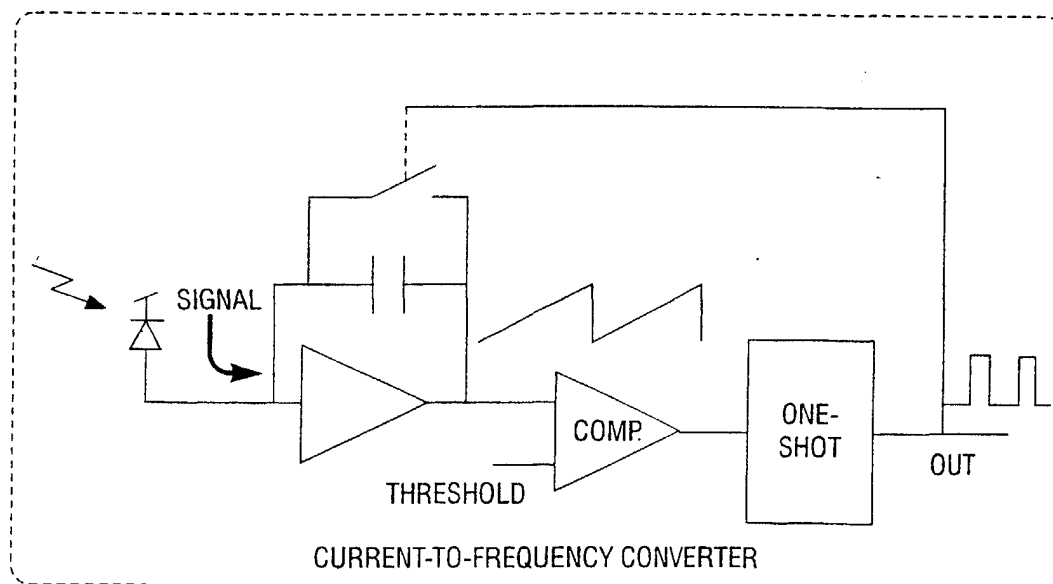 SIGNAL
COMP.
THRESHOLD
ONE-
SHOT
OUT
CURRENT-TO-FREQUENCY CONVERTER